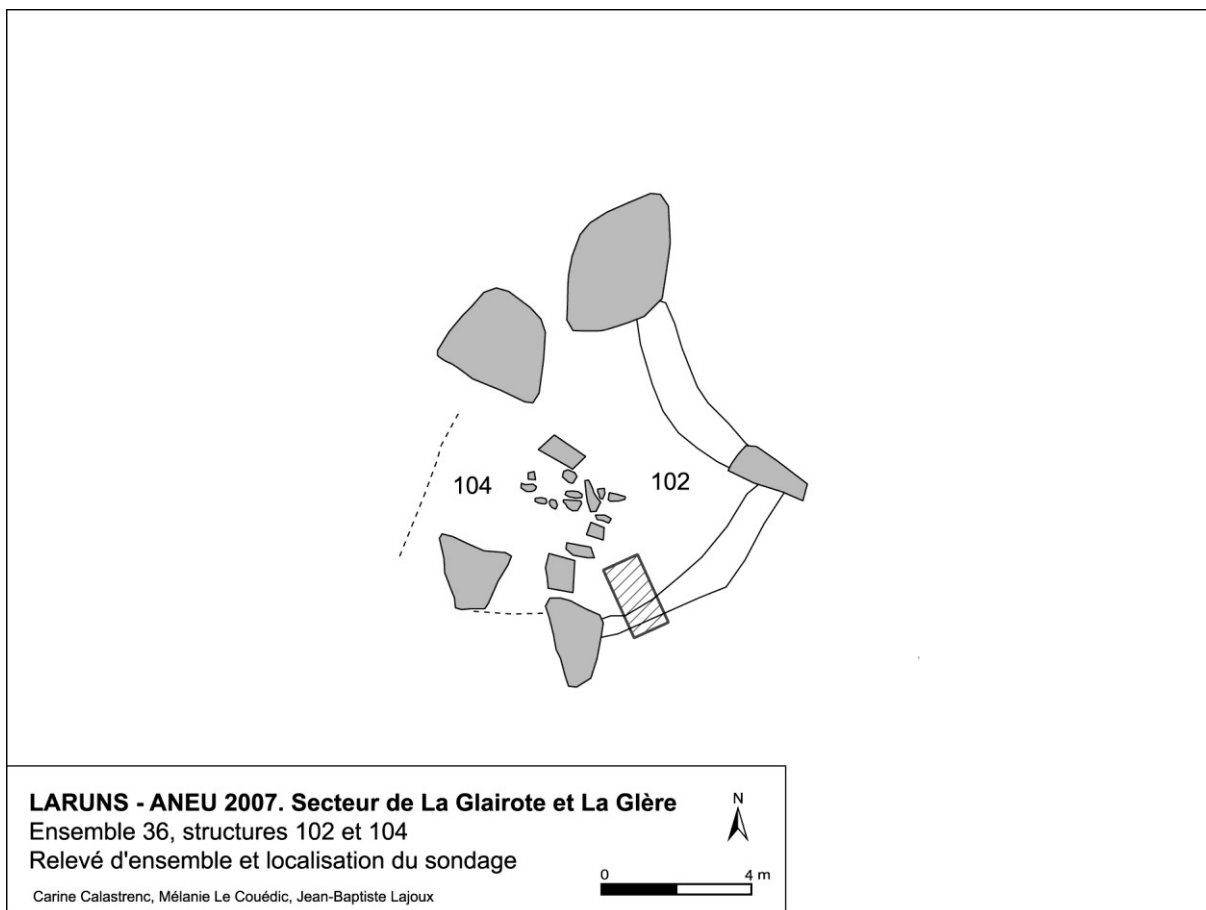 104
102
LARUNS - ANEU 2007. Secteur de La Glairote et La Glère
Ensemble 36, structures 102 et 104
Relevé d'ensemble et localisation du sondage
Carine Calastrenc, Mélanie Le Couédic, Jean-Baptiste Lajoux
N
0 4 m